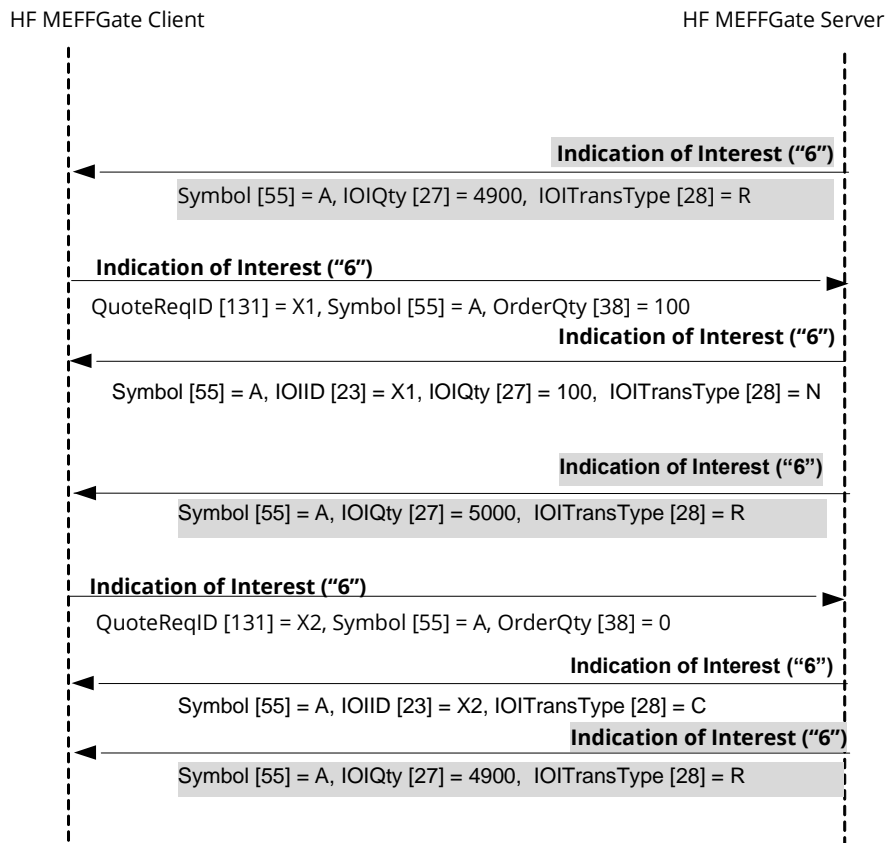 HF MEFFGate Client
HF MEFFGate Server
Indication of Interest (“6”)
Symbol [55] = A, IOIQty [27] = 4900, IOITransType [28] = R
Indication of Interest (“6”)
QuoteReqID [131] = X1, Symbol [55] = A, OrderQty [38] = 100
Indication of Interest (“6”)
Symbol [55] = A, IOIID [23] = X1, IOIQty [27] = 100, IOITransType [28] = N
Indication of Interest (“6”)
Symbol [55] = A, IOIQty [27] = 5000, IOITransType [28] = R
Indication of Interest (“6”)
QuoteReqID [131] = X2, Symbol [55] = A, OrderQty [38] = 0
Indication of Interest (“6”)
Symbol [55] = A, IOIID [23] = X2, IOITransType [28] = C
Indication of Interest (“6”)
Symbol [55] = A, IOIQty [27] = 4900, IOITransType [28] = R